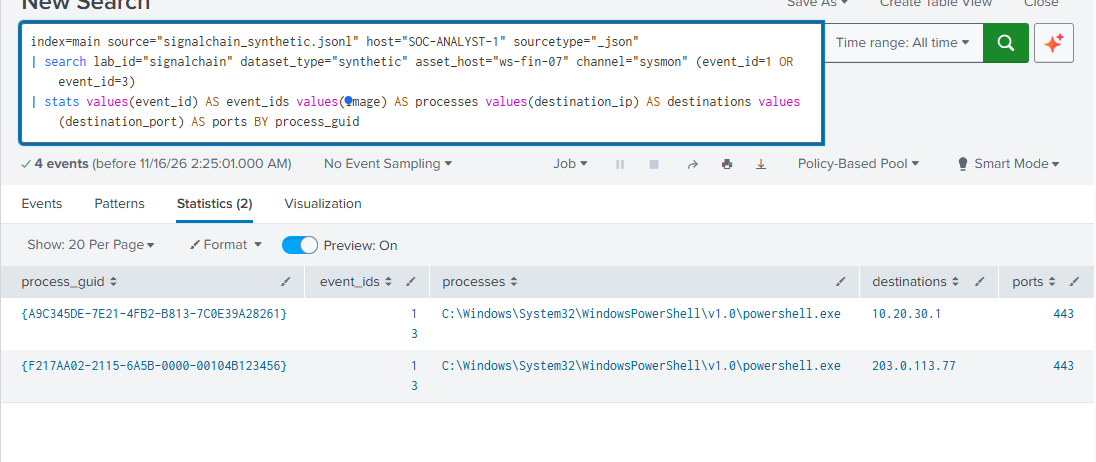 New Search
Save As
Create Table View
Close
index=main source="signalchain_synthetic.jsonl" host="SOC-ANALYST-1" sourcetype="_json"
| search lab_id="signalchain" dataset_type="synthetic" asset_host="ws-fin-07" channel="sysmon" (event_id=1 OR
event_id=3)
| stats values(event_id) AS event_ids values(image) AS processes values(destination_ip) AS destinations values
(destination_port) AS ports BY process_guid
Time range: All time
4 events (before 11/16/26 2:25:01.000 AM)
No Event Sampling
Job
Policy-Based Pool
Smart Mode
Events
Patterns
Statistics (2)
Visualization
Show: 20 Per Page
Format
Preview: On
process_guid
event_ids
processes
destinations
ports
{A9C345DE-7E21-4FB2-B813-7C0E39A28261}
1
3
C:\Windows\System32\WindowsPowerShell\v1.0\powershell.exe
10.20.30.1
443
{F217AA02-2115-6A5B-0000-00104B123456}
1
3
C:\Windows\System32\WindowsPowerShell\v1.0\powershell.exe
203.0.113.77
443